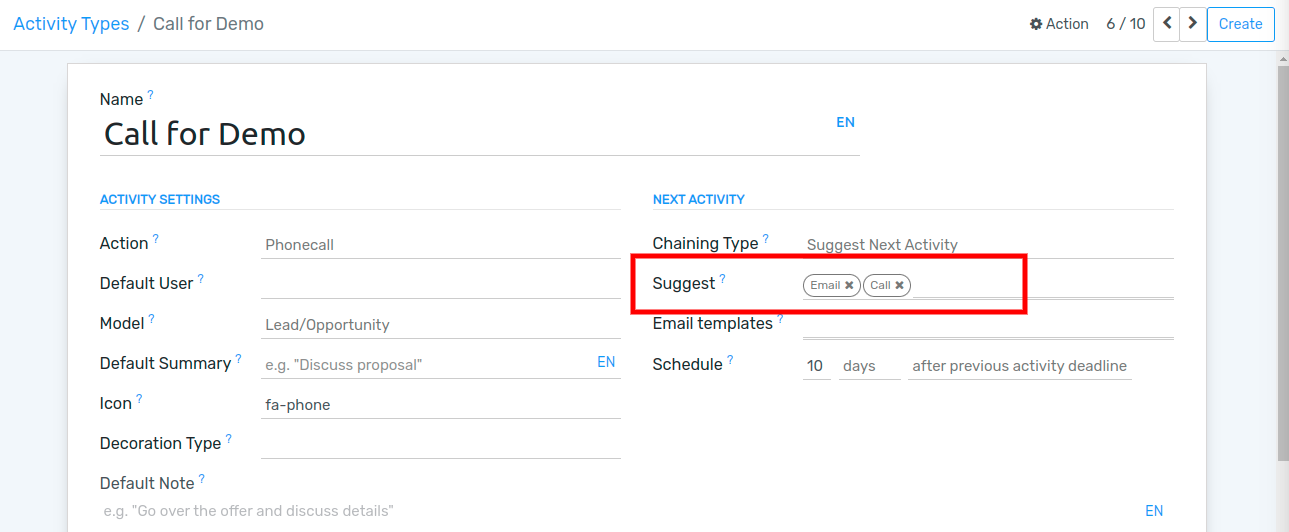 Activity Types / Call for Demo
Action 6 / 10 Create
Name ?
Call for Demo EN
ACTIVITY SETTINGS
Action ? Phonecall
Default User ?
Model ? Lead/Opportunity
Default Summary ? e.g. "Discuss proposal" EN
Icon ? fa-phone
Decoration Type ?
Default Note ?
e.g. "Go over the offer and discuss details" EN
NEXT ACTIVITY
Chaining Type ? Suggest Next Activity
Suggest ? Email ✖ Call ✖
Email templates ?
Schedule ? 10 days after previous activity deadline